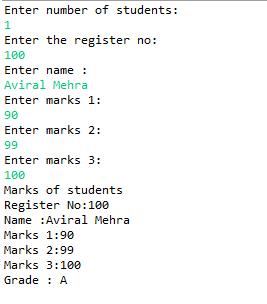 Enter number of students:
1
Enter the register no:
100
Enter name :
Aviral Mehra
Enter marks 1:
90
Enter marks 2:
99
Enter marks 3:
100
Marks of students
Register No:100
Name :Aviral Mehra
Marks 1:90
Marks 2:99
Marks 3:100
Grade : A